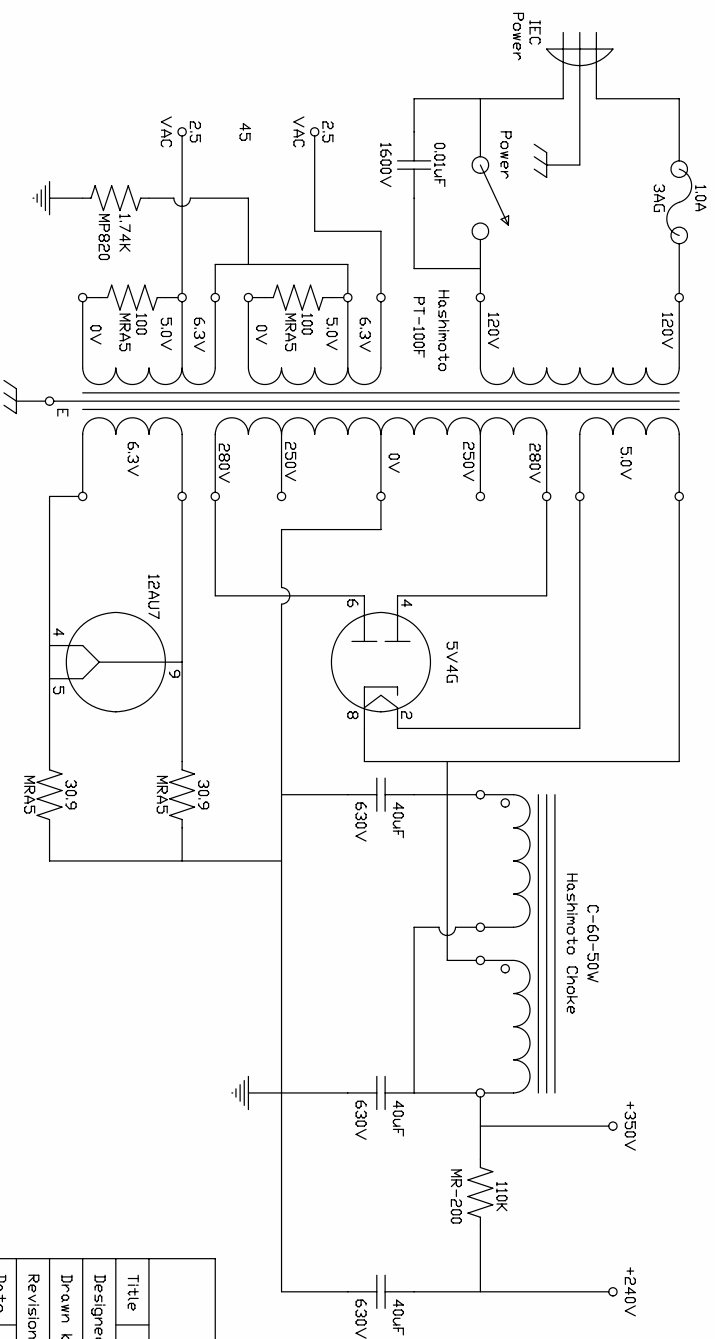 IEC
Power
1.0A
3AG
Power
0.01uF
1600V
Hashimoto
PT-100F
120V
120V
2.5
VAC
45
2.5
VAC
6.3V
5.0V
100
MRA5
0V
6.3V
5.0V
100
MRA5
0V
1.74K
MP820
E
5.0V
280V
250V
0V
250V
280V
6.3V
5V4G
4
6
2
8
12AU7
4
5
9
30.9
MRA5
30.9
MRA5
C-60-50W
Hashimoto Choke
40uF
630V
40uF
630V
40uF
630V
110K
MR-200
+350V
+240V
Title
Designe
Drawn
Revision
Date